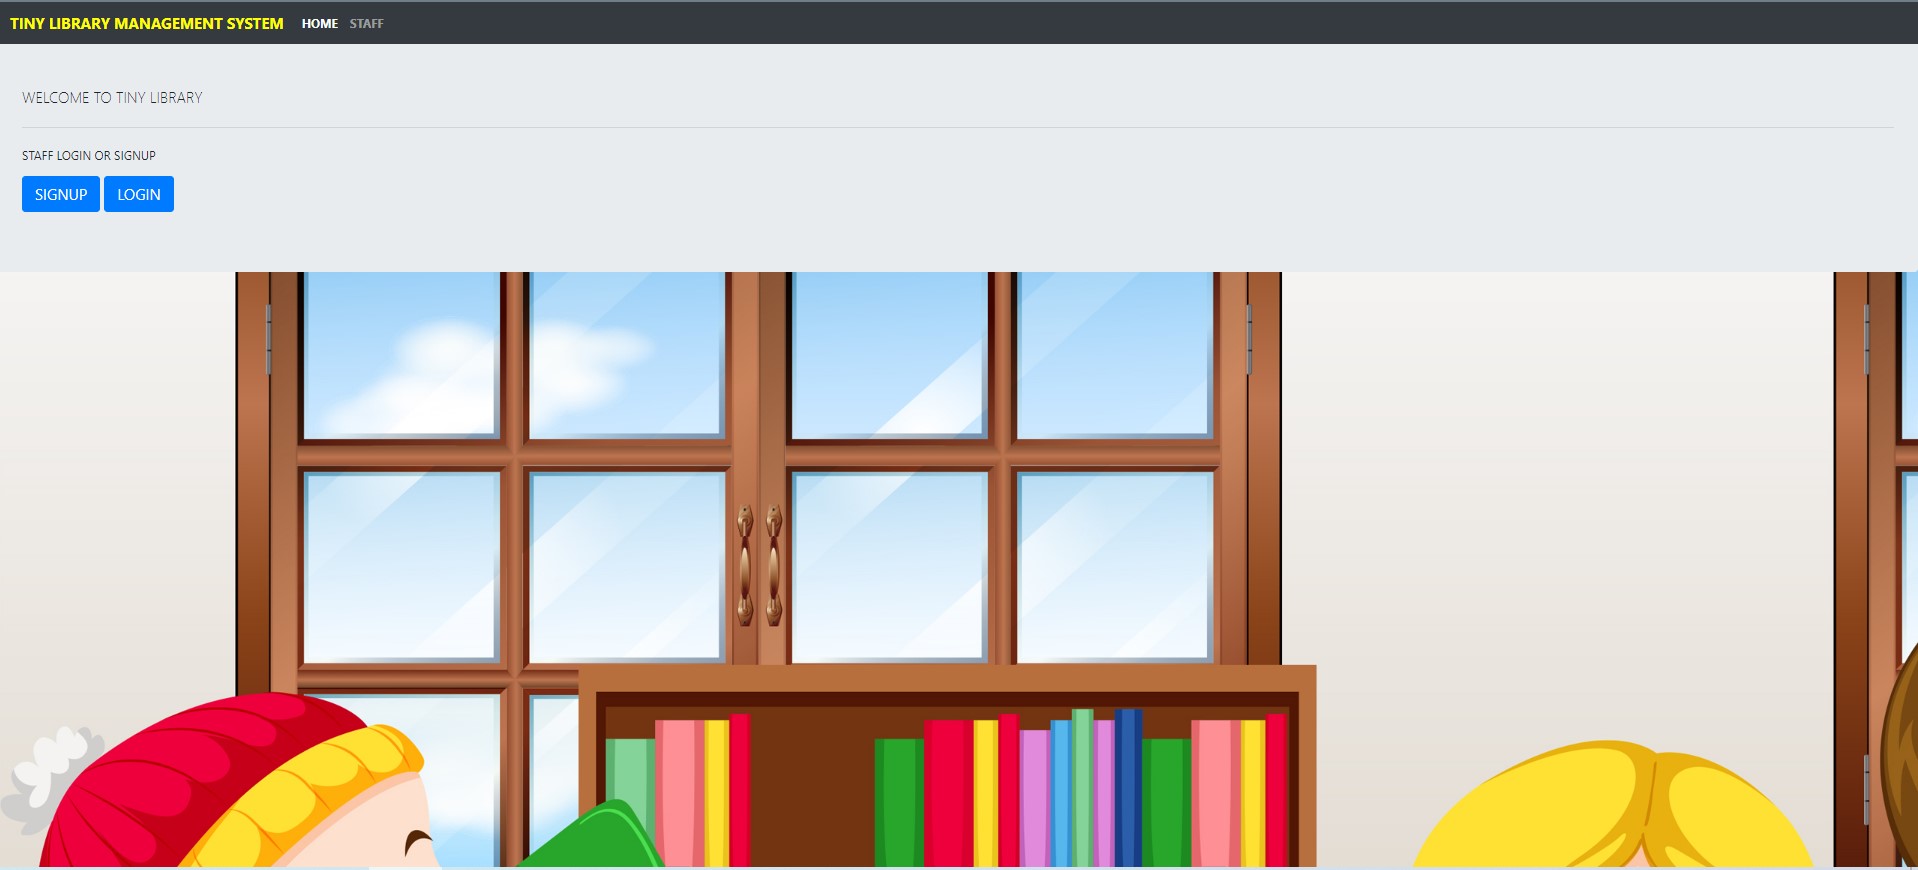 TINY LIBRARY MANAGEMENT SYSTEM HOME STAFF
WELCOME TO TINY LIBRARY
STAFF LOGIN OR SIGNUP
SIGNUP LOGIN